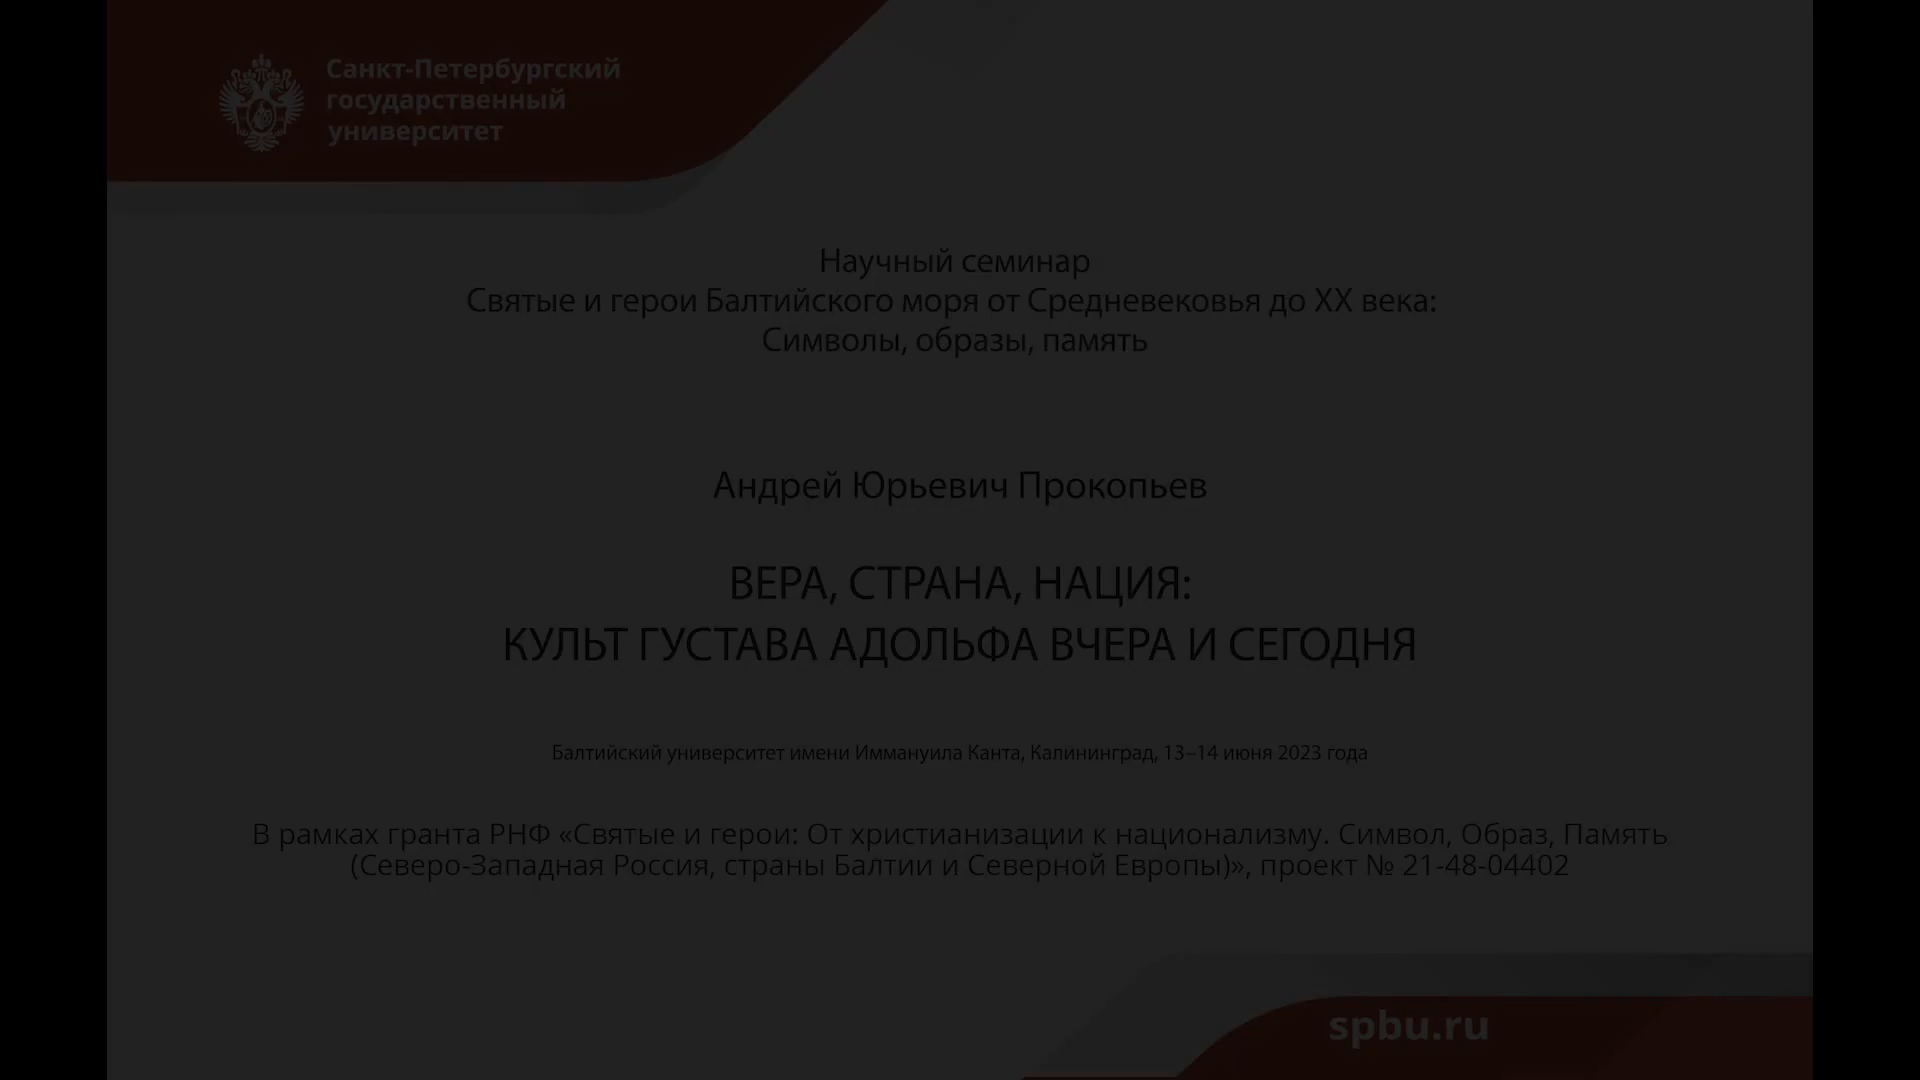 Санкт-Петербургский
государственный
университет
Научный семинар
Святые и герои Балтийского моря от Средневековья до XX века:
Символы, образы, память
Андрей Юрьевич Прокопьев
ВЕРА, СТРАНА, НАЦИЯ:
КУЛЬТ ГУСТАВА АДОЛЬФА ВЧЕРА И СЕГОДНЯ
Балтийский университет имени Иммануила Канта, Калининград, 13–14 июня 2023 года
В рамках гранта РНФ «Святые и герои: От христианизации к национализму. Символ, Образ, Память
(Северо-Западная Россия, страны Балтии и Северной Европы)», проект № 21-48-04402
spbu.ru